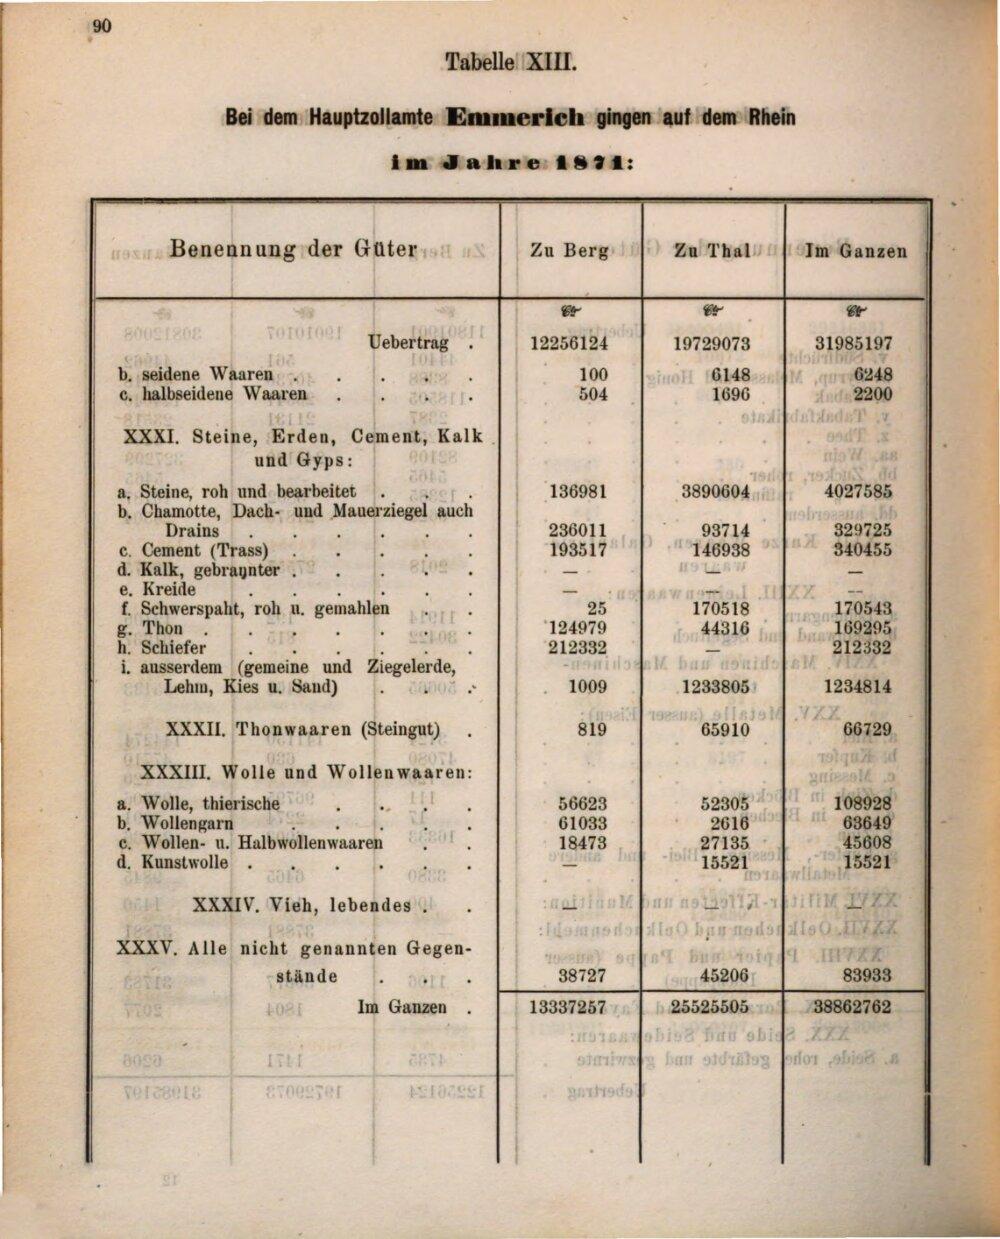 90
Tabelle XIII.
Bei dem Hauptzollamte Emmerich gingen auf dem Rhein
im Jahre 1871:
Benennung der Güter Zu Berg Zu Thal Im Ganzen
Ctr Ctr Ctr
Uebertrag . 12256124 19729073 31985197
b. seidene Waaren . . . . . 100 6148 6248
c. halbseidene Waaren . . . . 504 1696 2200
XXXI. Steine, Erden, Cement, Kalk
und Gyps:
a. Steine, roh und bearbeitet . . . 136981 3890604 4027585
b. Chamotte, Dach- und Mauerziegel auch
Drains . . . . . . 236011 93714 329725
c. Cement (Trass) . . . . . 193517 146938 340455
d. Kalk, gebrannter . . . . . — — —
e. Kreide . . . . . . — — —
f. Schwerspaht, roh u. gemahlen . . 25 170518 170543
g. Thon . . . . . . . 124979 44316 169295
h. Schiefer . . . . . . 212332 — 212332
i. ausserdem (gemeine und Ziegelerde,
Lehm, Kies u. Sand) . . . 1009 1233805 1234814
XXXII. Thonwaaren (Steingut) . 819 65910 66729
XXXIII. Wolle und Wollenwaaren:
a. Wolle, thierische . . . . 56623 52305 108928
b. Wollengarn . . . . . 61033 2616 63649
c. Wollen- u. Halbwollenwaaren . . 18473 27135 45608
d. Kunstwolle . . . . . . — 15521 15521
XXXIV. Vieh, lebendes . . — — —
XXXV. Alle nicht genannten Gegen-
stände . . . 38727 45206 83933
Im Ganzen . 13337257 25525505 38862762